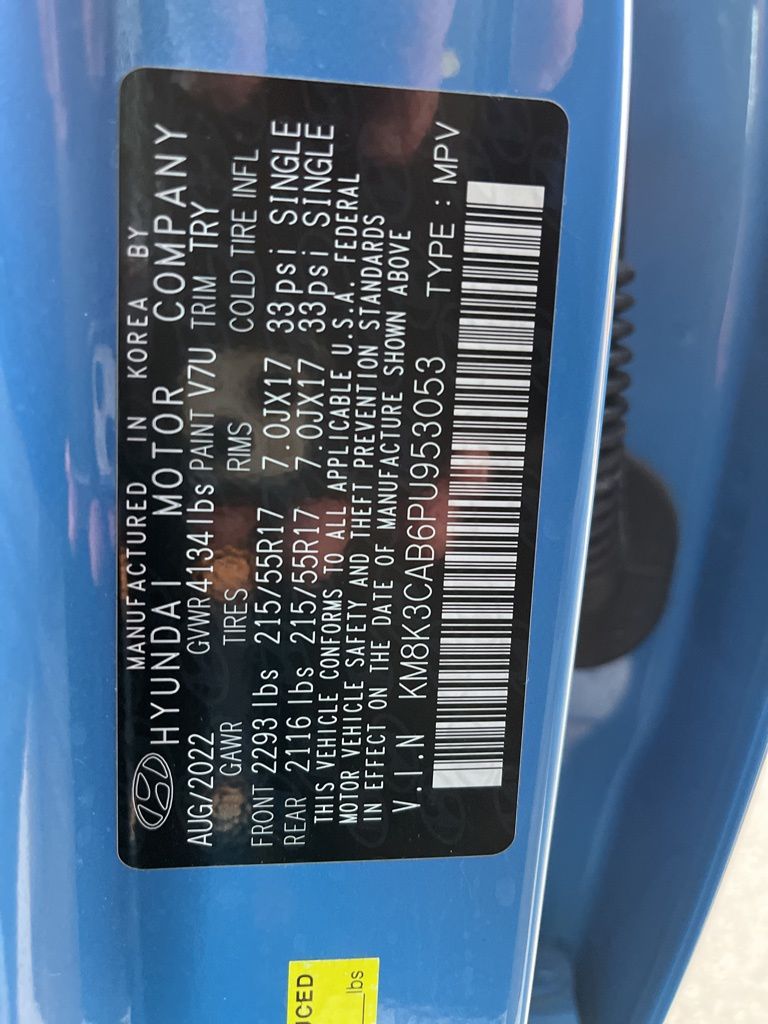 MANUFACTURED IN KOREA BY
HYUNDAI MOTOR COMPANY
AUG/2022 GVWR 4134lbs PAINT V7U TRIM TRY
GAWR TIRES RIMS COLD TIRE INFL
FRONT 2293 lbs 215/55R17 7.0JX17 33psi SINGLE
REAR 2116 lbs 215/55R17 7.0JX17 33psi SINGLE
THIS VEHICLE CONFORMS TO ALL APPLICABLE U.S.A. FEDERAL
MOTOR VEHICLE SAFETY AND THEFT PREVENTION STANDARDS
IN EFFECT ON THE DATE OF MANUFACTURE SHOWN ABOVE
V.I.N KM8K3CAB6PU953053 TYPE : MPV
UCED
lbs